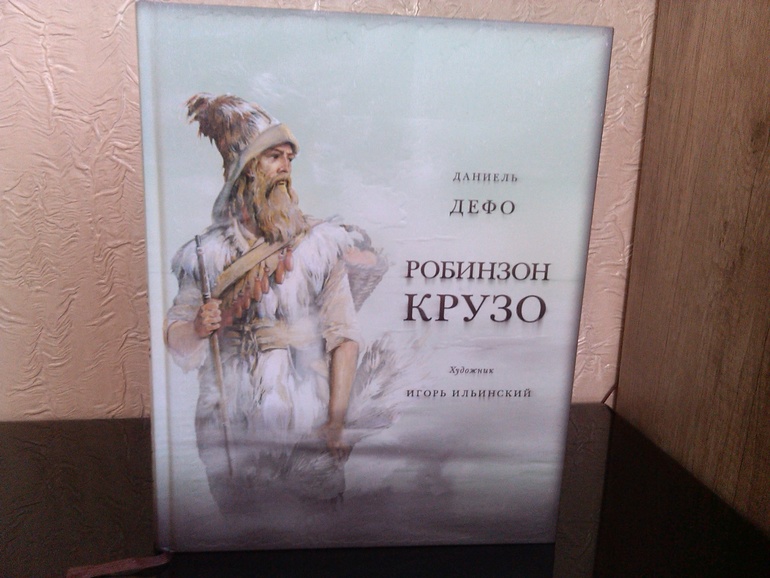 ДАНИЕЛЬ
ДЕФО
РОБИНЗОН
КРУЗО
Художник
ИГОРЬ ИЛЬИНСКИЙ